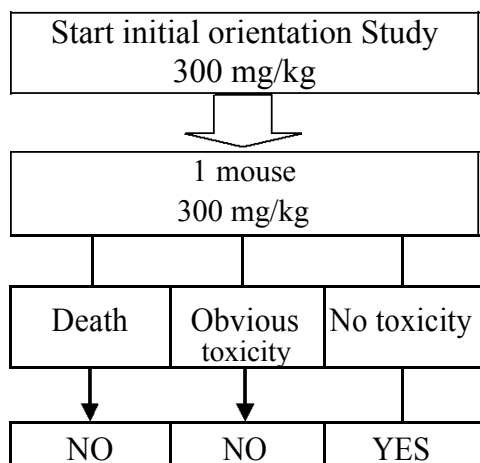 Start initial orientation Study
300 mg/kg
1 mouse
300 mg/kg
Death
Obvious
toxicity
No toxicity
NO
NO
YES